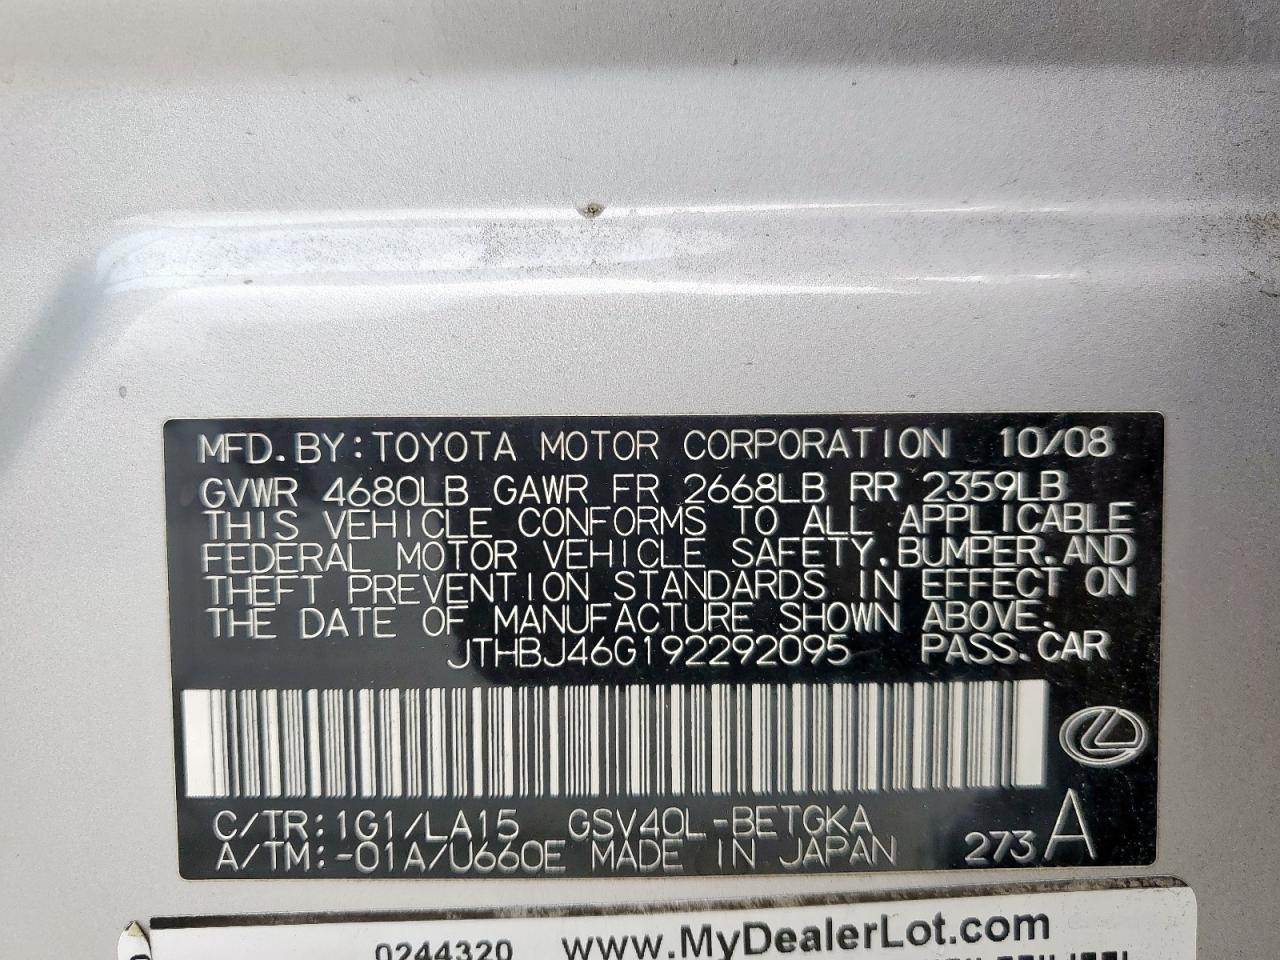 MFD. BY: TOYOTA MOTOR CORPORATION 10/08
GVWR 4680LB GAWR FR 2668LB RR 2359LB
THIS VEHICLE CONFORMS TO ALL APPLICABLE
FEDERAL MOTOR VEHICLE SAFETY. BUMPER. AND
THEFT PREVENTION STANDARDS IN EFFECT ON
THE DATE OF MANUFACTURE SHOWN ABOVE.
JTHBJ46G192292095 PASS. CAR
C/TR: 1G1/LA15 GSV40L-BETGKA
A/TM: -01A/U660E MADE IN JAPAN 273 A
0244320 www.MyDealerLot.com